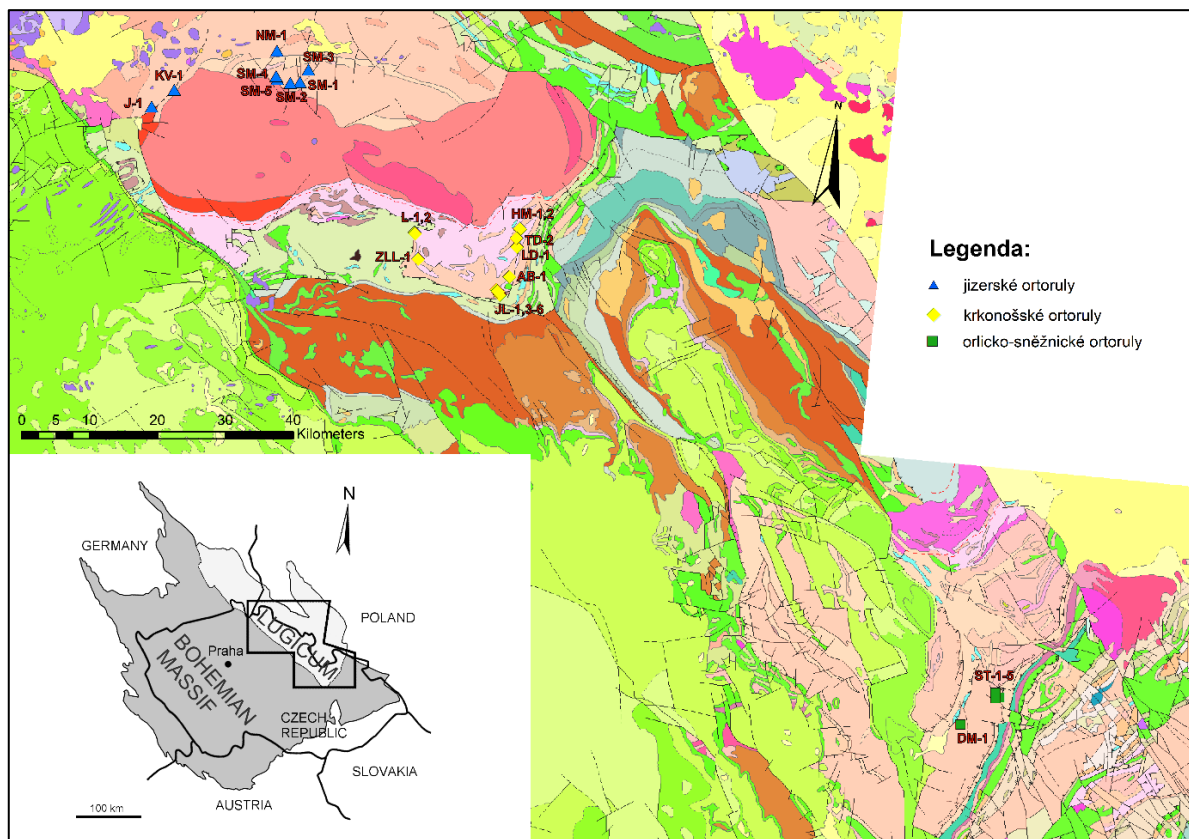 NM-1
SM-3
KV-1
SM-4
SM-5
SM-1
J-1
SM-2
N
L-1,2
HM-1,2
TD-2
ZLL-1
LD-1
AB-1
JL-1,3-6
Legenda:
jizerské ortoruly
krkonošské ortoruly
orlicko-sněžnické ortoruly
0 5 10 20 30 40
Kilometers
N
GERMANY
POLAND
LUGICUM
Praha
BOHEMIAN
MASSIF
CZECH
REPUBLIC
SLOVAKIA
100 km
AUSTRIA
ST-1-5
DM-1